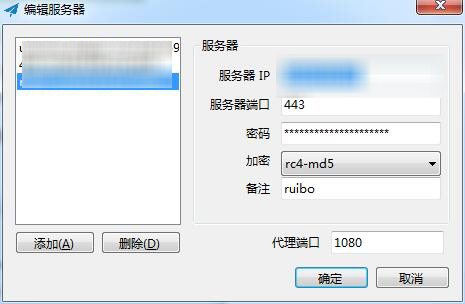 编辑服务器
服务器
服务器 IP
服务器端口 443
密码 *********************
加密 rc4-md5
备注 ruibo
添加(A) 删除(D)
代理端口 1080
确定 取消